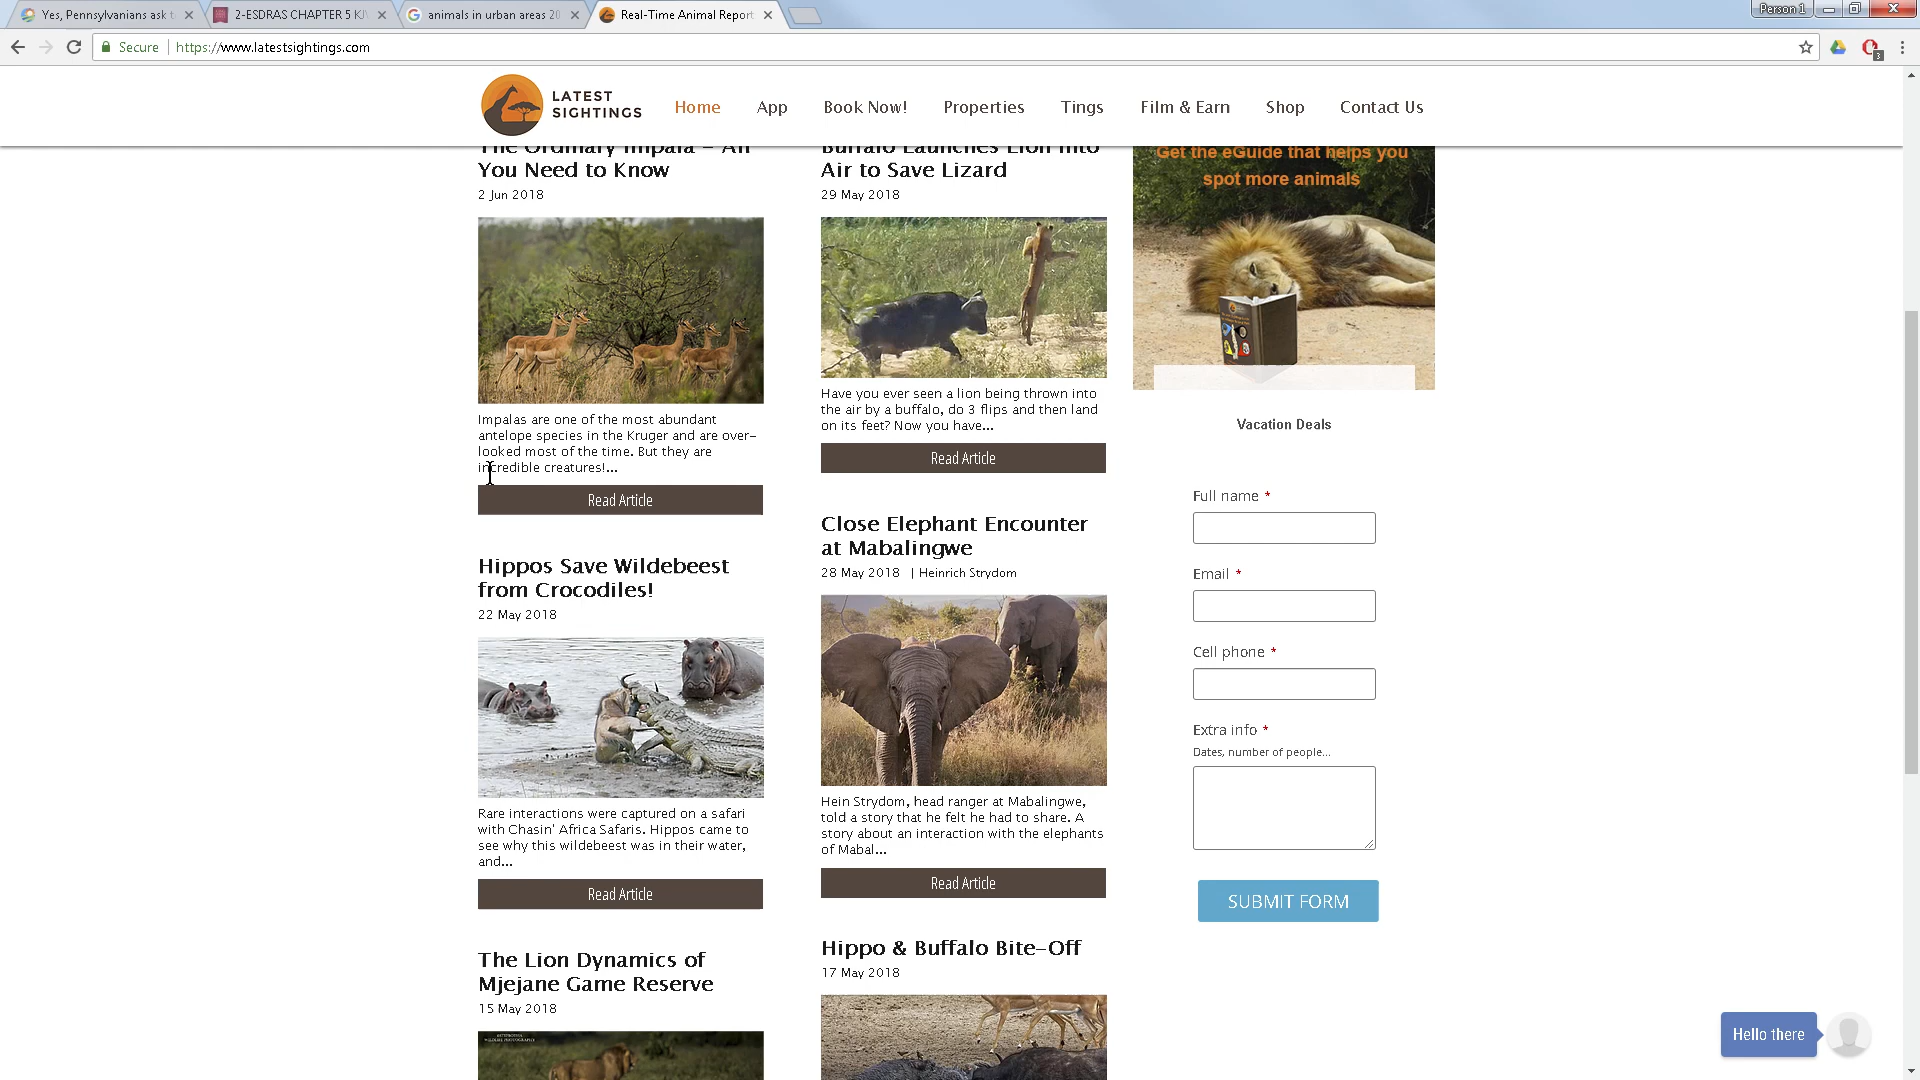 Yes, Pennsylvanians ask t
2-ESDRAS CHAPTER 5 KJV
animals in urban areas 20
Real-Time Animal Report
Person 1
Secure
https://www.latestsightings.com
3
LATEST
SIGHTINGS
Home
App
Book Now!
Properties
Tings
Film & Earn
Shop
Contact Us
The Ordinary Impala – All
You Need to Know
2 Jun 2018
Impalas are one of the most abundant
antelope species in the Kruger and are over-
looked most of the time. But they are
incredible creatures!...
Read Article
Hippos Save Wildebeest
from Crocodiles!
22 May 2018
Rare interactions were captured on a safari
with Chasin' Africa Safaris. Hippos came to
see why this wildebeest was in their water,
and...
Read Article
The Lion Dynamics of
Mjejane Game Reserve
15 May 2018
Buffalo Launches Lion Into
Air to Save Lizard
29 May 2018
Have you ever seen a lion being thrown into
the air by a buffalo, do 3 flips and then land
on its feet? Now you have...
Read Article
Close Elephant Encounter
at Mabalingwe
28 May 2018 | Heinrich Strydom
Hein Strydom, head ranger at Mabalingwe,
told a story that he felt he had to share. A
story about an interaction with the elephants
of Mabal...
Read Article
Hippo & Buffalo Bite-Off
17 May 2018
Get the eGuide that helps you
spot more animals
Vacation Deals
Full name *
Email *
Cell phone *
Extra info *
Dates, number of people...
SUBMIT FORM
Hello there